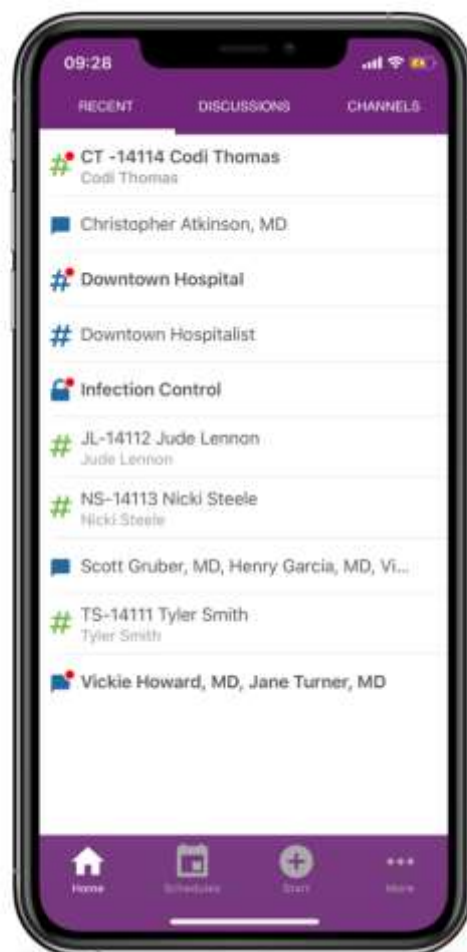 09:28
RECENT DISCUSSIONS CHANNELS
CT -14114 Codi Thomas
Codi Thomas
Christopher Atkinson, MD
Downtown Hospital
Downtown Hospitalist
Infection Control
JL-14112 Jude Lennon
Jude Lennon
NS-14113 Nicki Steele
Nicki Steele
Scott Gruber, MD, Henry Garcia, MD, Vi...
TS-14111 Tyler Smith
Tyler Smith
Vickie Howard, MD, Jane Turner, MD
Home Schedules Start More